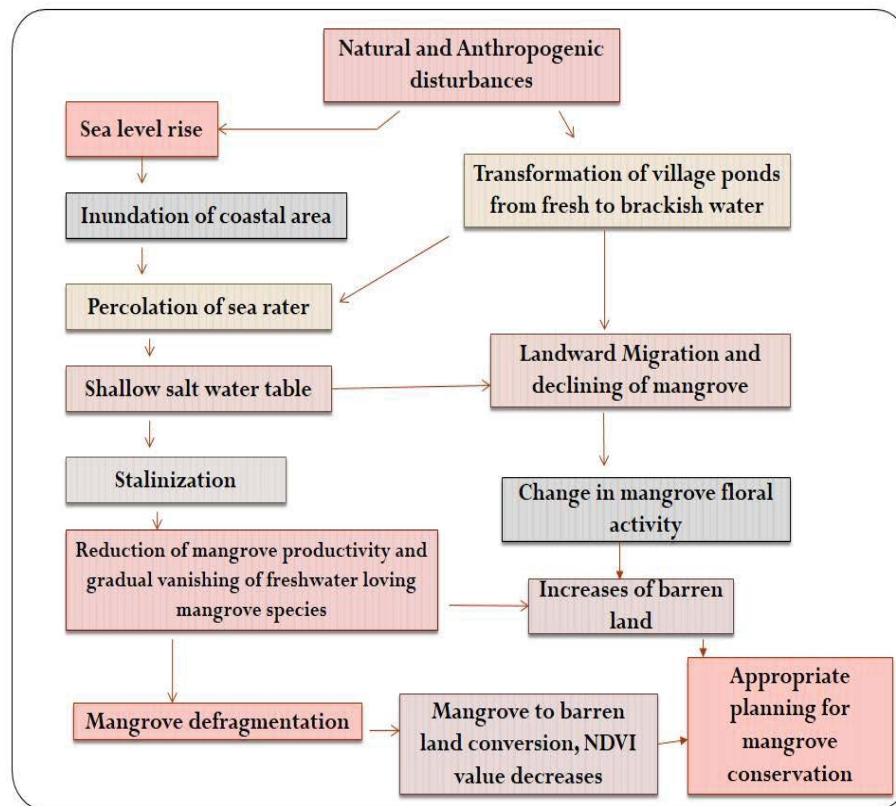 Natural and Anthropogenic
disturbances
Sea level rise
Transformation of village ponds
from fresh to brackish water
Inundation of coastal area
Percolation of sea rater
Landward Migration and
declining of mangrove
Shallow salt water table
Stalinization
Change in mangrove floral
activity
Reduction of mangrove productivity and
gradual vanishing of freshwater loving
mangrove species
Increases of barren
land
Mangrove defragmentation
Mangrove to barren
land conversion, NDVI
value decreases
Appropriate
planning for
mangrove
conservation